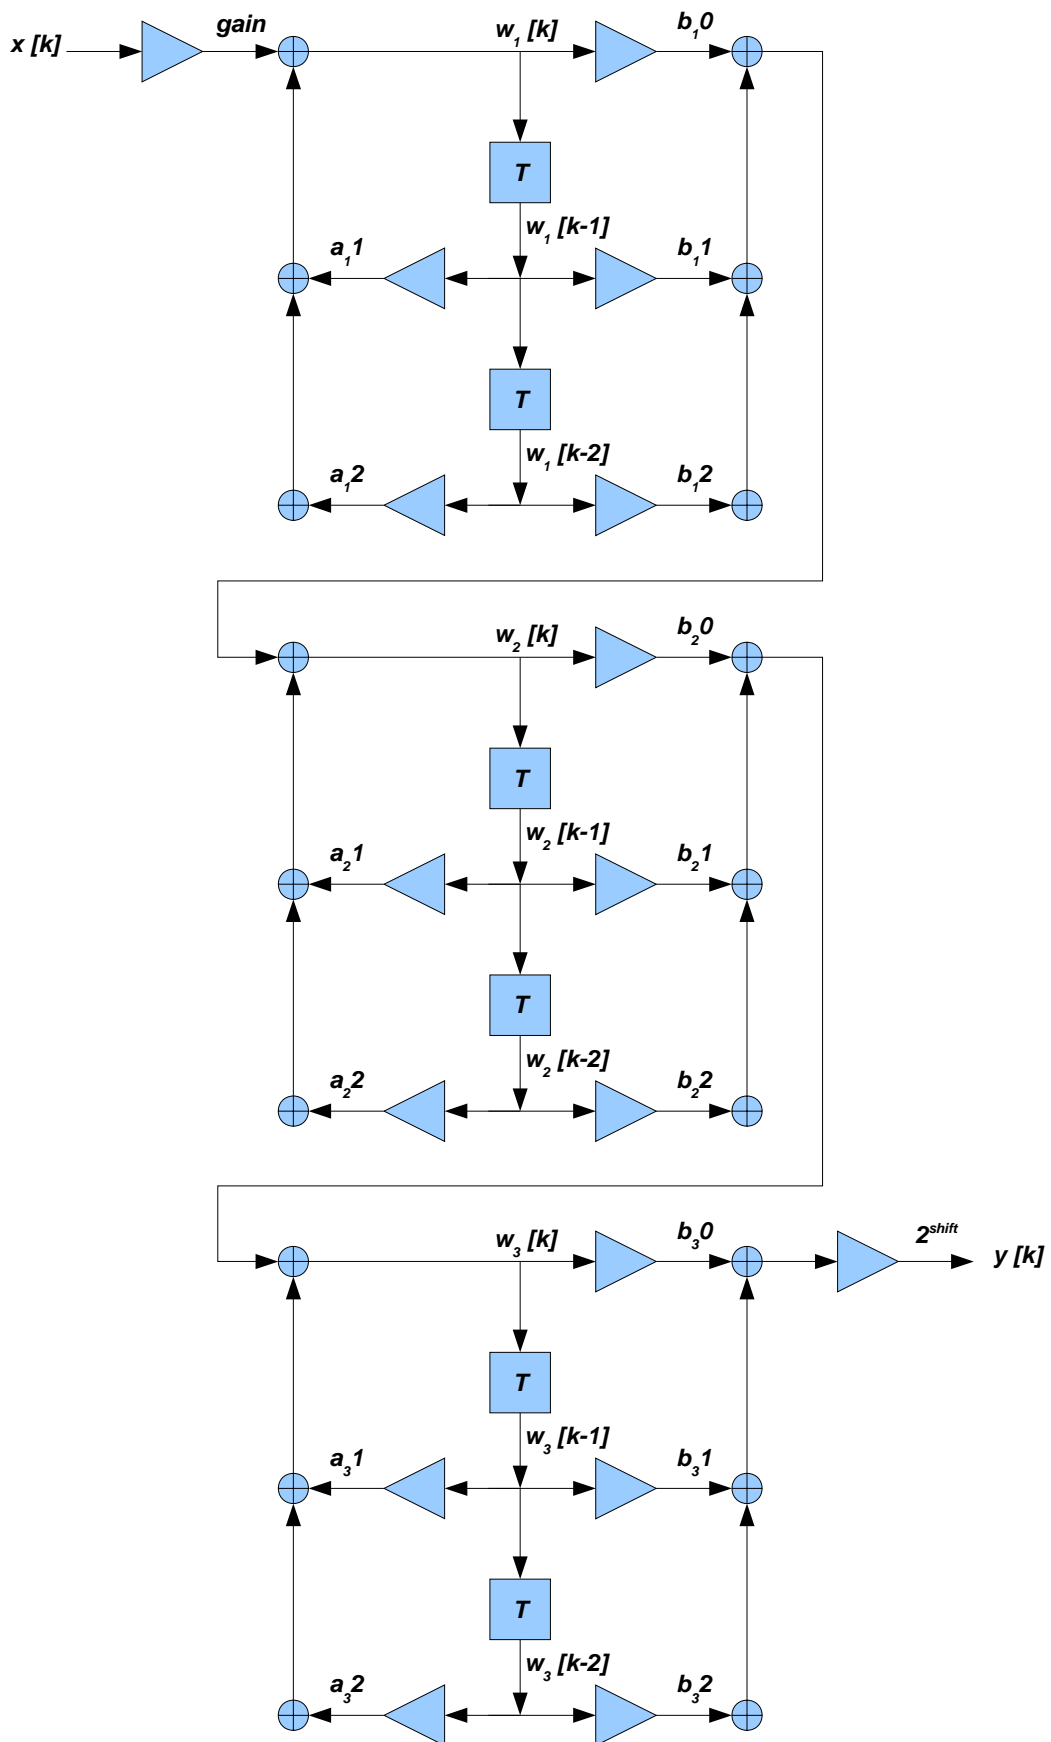 x [k] gain w₁ [k] b₁0
T
w₁ [k-1]
a₁1 b₁1
T
w₁ [k-2]
a₁2 b₁2
w₂ [k] b₂0
T
w₂ [k-1]
a₂1 b₂1
T
w₂ [k-2]
a₂2 b₂2
w₃ [k] b₃0 2ˢʰⁱᶠᵗ y [k]
T
w₃ [k-1]
a₃1 b₃1
T
w₃ [k-2]
a₃2 b₃2